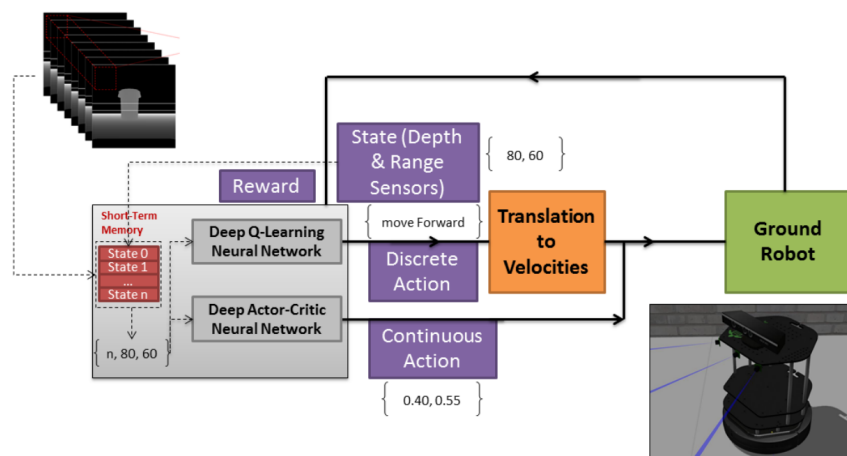 State (Depth
& Range
Sensors)
80, 60
Reward
Short-Term
Memory
State 0
State 1
...
State n
n, 80, 60
Deep Q-Learning
Neural Network
Deep Actor-Critic
Neural Network
move Forward
Discrete
Action
Continuous
Action
0.40, 0.55
Translation
to
Velocities
Ground
Robot